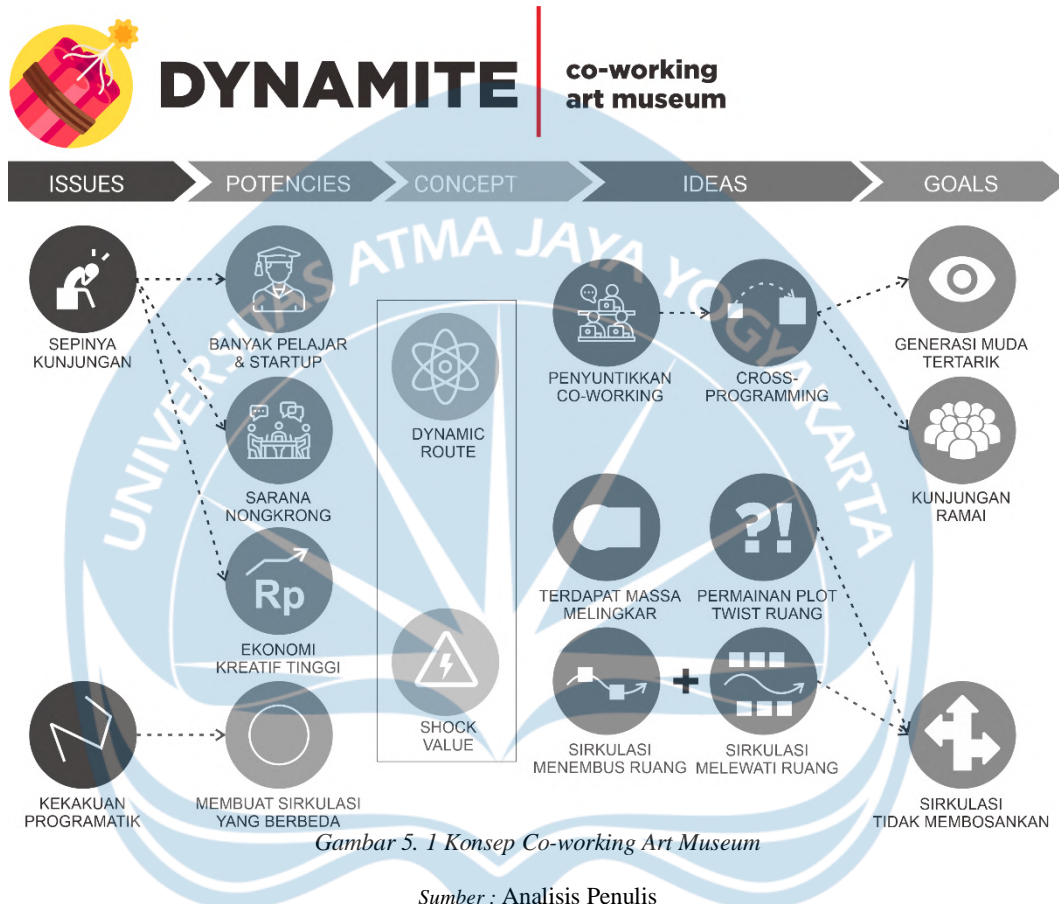 DYNAMITE
co-working
art museum
ISSUES
POTENCIES
CONCEPT
IDEAS
GOALS
UNIVERSITAS ATMA JAYA YOGYAKARTA
SEPINYA
KUNJUNGAN
BANYAK PELAJAR
& STARTUP
SARANA
NONGKRONG
Rp
EKONOMI
KREATIF TINGGI
KEKAKUAN
PROGRAMATIK
MEMBUAT SIRKULASI
YANG BERBEDA
DYNAMIC
ROUTE
SHOCK
VALUE
PENYUNTIKKAN
CO-WORKING
CROSS-
PROGRAMMING
TERDAPAT MASSA
MELINGKAR
?!
PERMAINAN PLOT
TWIST RUANG
SIRKULASI
MENEMBUS RUANG
+
SIRKULASI
MELEWATI RUANG
GENERASI MUDA
TERTARIK
KUNJUNGAN
RAMAI
SIRKULASI
TIDAK MEMBOSANKAN
Gambar 5. 1 Konsep Co-working Art Museum
Sumber : Analisis Penulis